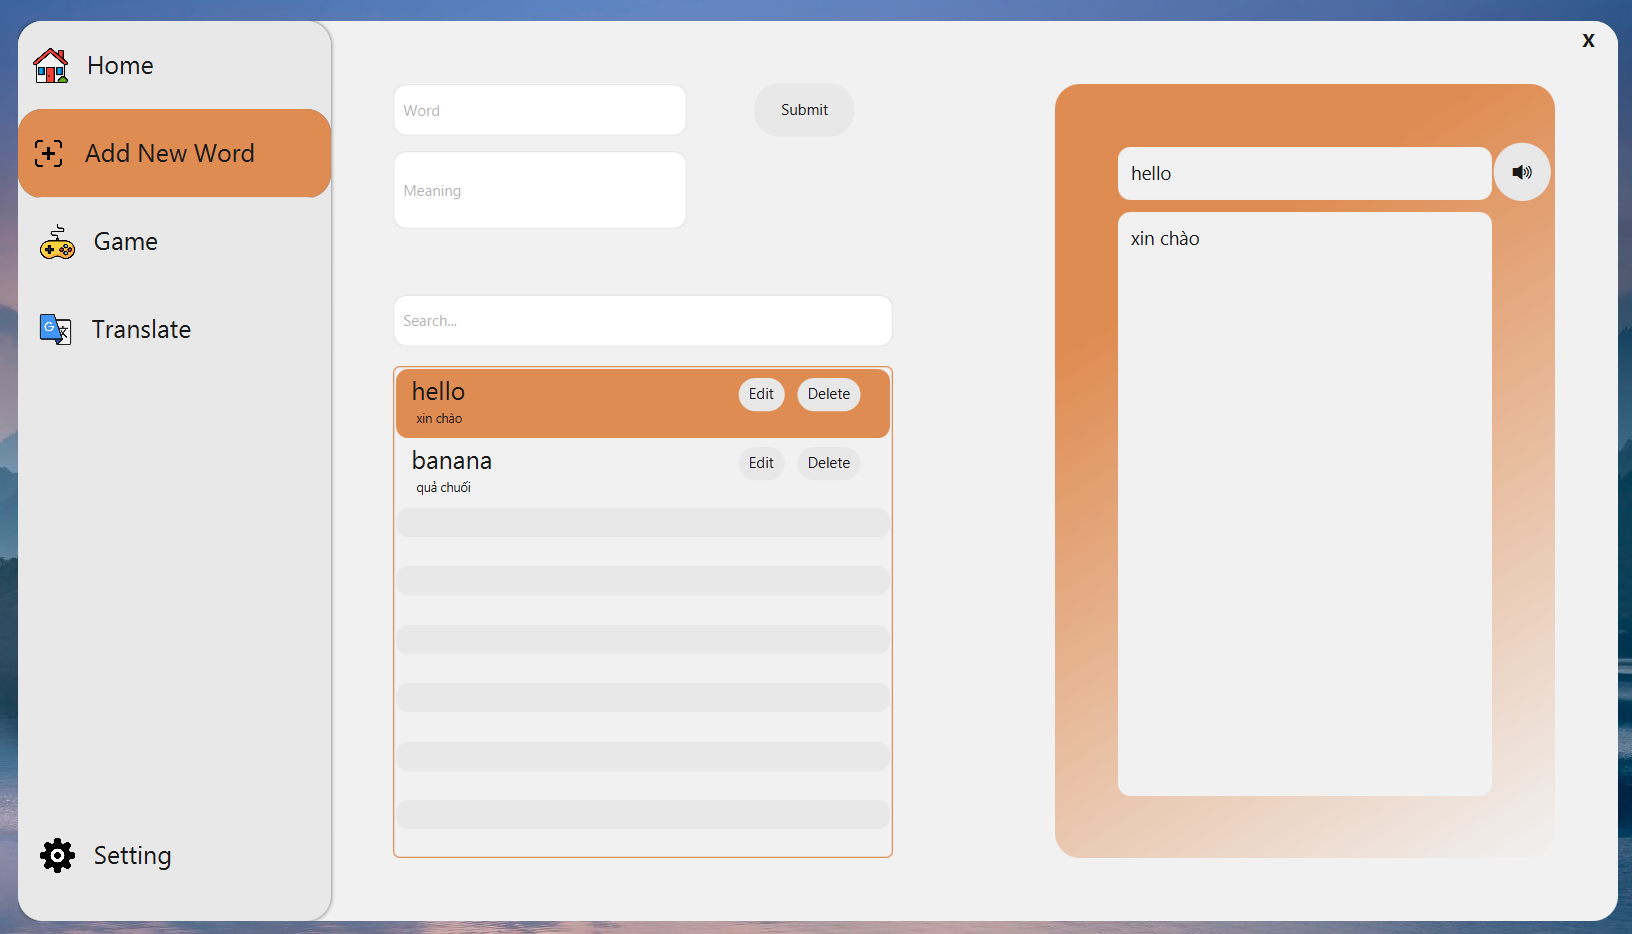 Home
Add New Word
Game
Translate
Setting
X
Word
Submit
Meaning
Search...
hello
Edit
Delete
xin chào
banana
Edit
Delete
quả chuối
hello
xin chào